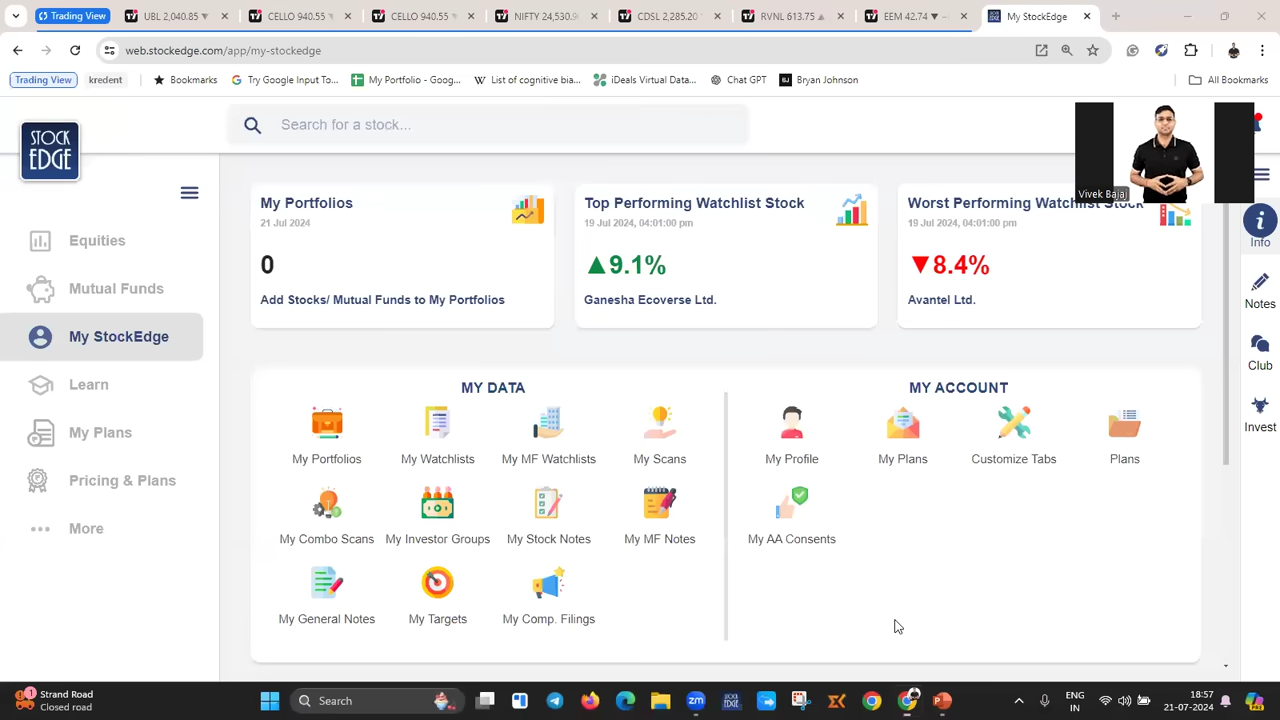 Trading View
UBL 2,040.85 ▼
CELLO 940.55
CELLO 940.55
NIFTY 24,530.9
CDSL 2,285.20
RVNL 613.75 ▲
EEM 42.74 ▼
My StockEdge
web.stockedge.com/app/my-stockedge
Trading View
kredent
Bookmarks
Try Google Input To...
My Portfolio - Goog...
List of cognitive bia...
iDeals Virtual Data...
Chat GPT
Bryan Johnson
All Bookmarks
STOCK
EDGE
Search for a stock...
Vivek Bajaj
Equities
Mutual Funds
My StockEdge
Learn
My Plans
Pricing & Plans
More
My Portfolios
21 Jul 2024
0
Add Stocks/ Mutual Funds to My Portfolios
Top Performing Watchlist Stock
19 Jul 2024, 04:01:00 pm
▲9.1%
Ganesha Ecoverse Ltd.
Worst Performing Watchlist Stock
19 Jul 2024, 04:01:00 pm
▼8.4%
Avantel Ltd.
Info
Notes
Club
Invest
MY DATA
My Portfolios
My Watchlists
My MF Watchlists
My Scans
My Combo Scans
My Investor Groups
My Stock Notes
My MF Notes
My General Notes
My Targets
My Comp. Filings
MY ACCOUNT
My Profile
My Plans
Customize Tabs
Plans
My AA Consents
1
Strand Road
Closed road
Search
ENG
IN
18:57
21-07-2024